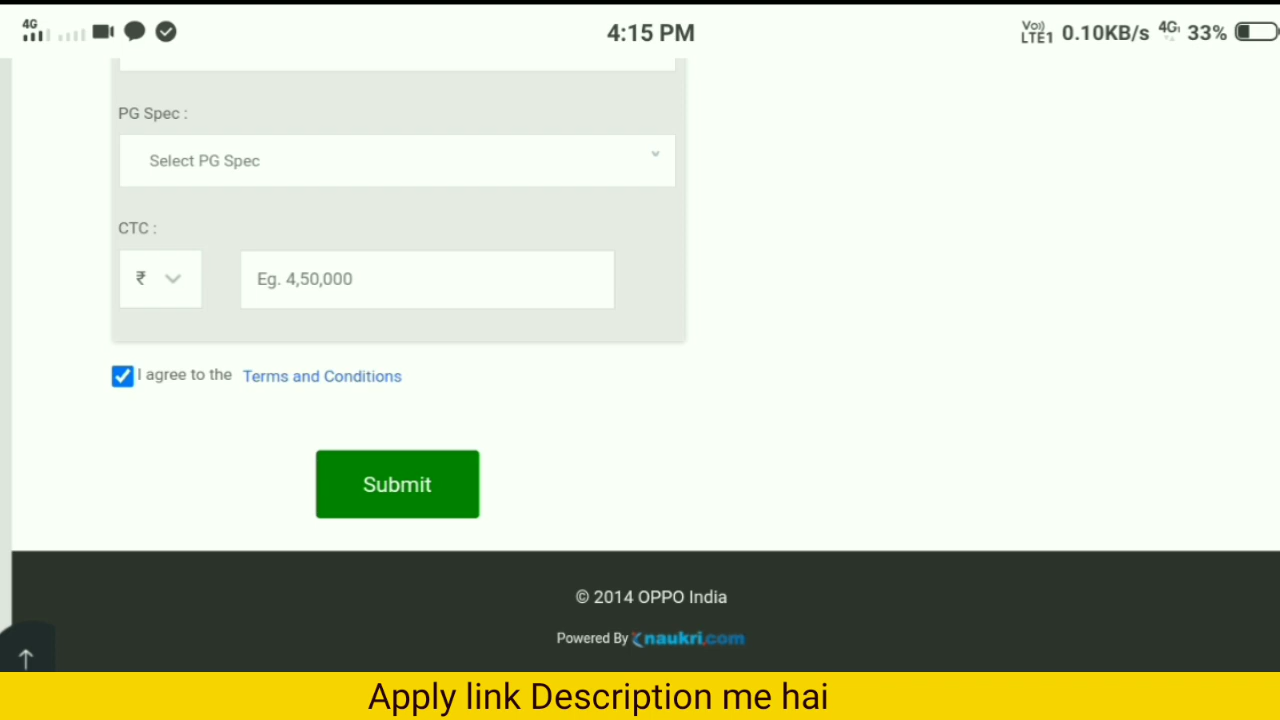 4G 4:15 PM Vo)) LTE1 0.10KB/s 4G 33%
PG Spec :
Select PG Spec
CTC :
₹ Eg. 4,50,000
I agree to the Terms and Conditions
Submit
© 2014 OPPO India
Powered By naukri.com
Apply link Description me hai